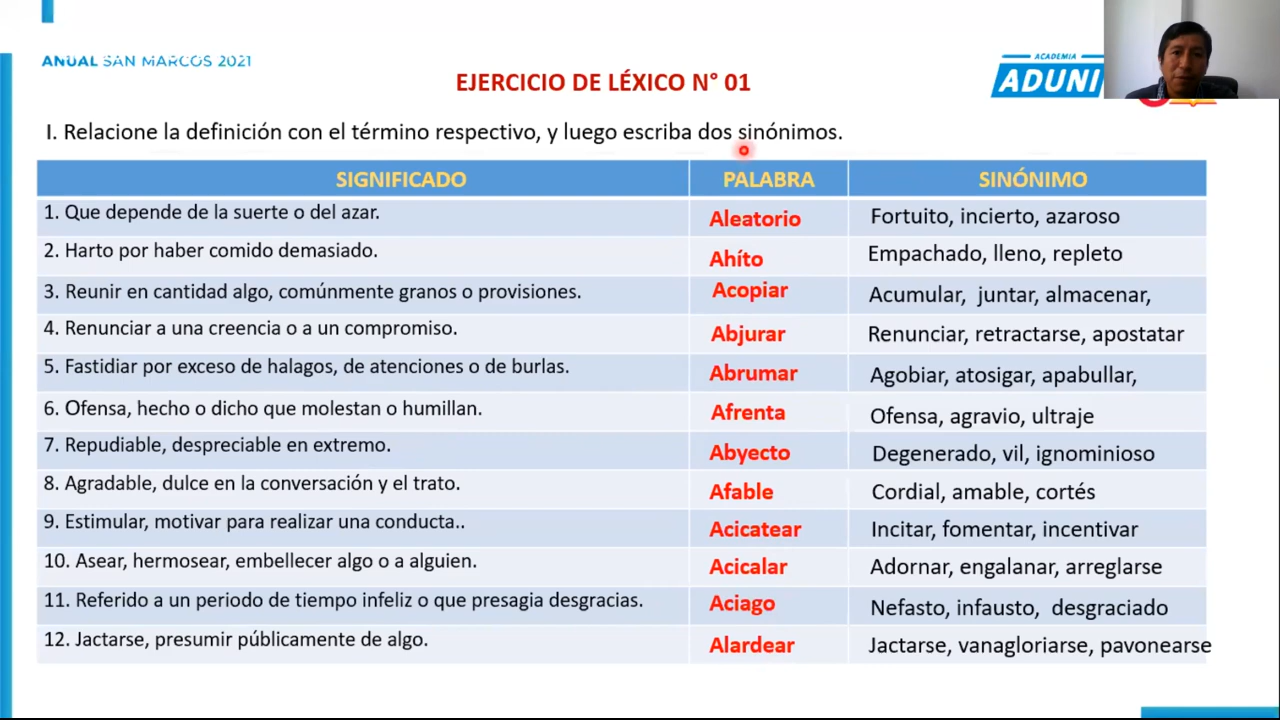 ANUAL SAN MARCOS 2021
ACADEMIA
ADUNI
EJERCICIO DE LÉXICO N° 01
I. Relacione la definición con el término respectivo, y luego escriba dos sinónimos.
SIGNIFICADO PALABRA SINÓNIMO
1. Que depende de la suerte o del azar. Aleatorio Fortuito, incierto, azaroso
2. Harto por haber comido demasiado. Ahíto Empachado, lleno, repleto
3. Reunir en cantidad algo, comúnmente granos o provisiones. Acopiar Acumular, juntar, almacenar,
4. Renunciar a una creencia o a un compromiso. Abjurar Renunciar, retractarse, apostatar
5. Fastidiar por exceso de halagos, de atenciones o de burlas. Abrumar Agobiar, atosigar, apabullar,
6. Ofensa, hecho o dicho que molestan o humillan. Afrenta Ofensa, agravio, ultraje
7. Repudiable, despreciable en extremo. Abyecto Degenerado, vil, ignominioso
8. Agradable, dulce en la conversación y el trato. Afable Cordial, amable, cortés
9. Estimular, motivar para realizar una conducta.. Acicatear Incitar, fomentar, incentivar
10. Asear, hermosear, embellecer algo o a alguien. Acicalar Adornar, engalanar, arreglarse
11. Referido a un periodo de tiempo infeliz o que presagia desgracias. Aciago Nefasto, infausto, desgraciado
12. Jactarse, presumir públicamente de algo. Alardear Jactarse, vanagloriarse, pavonearse